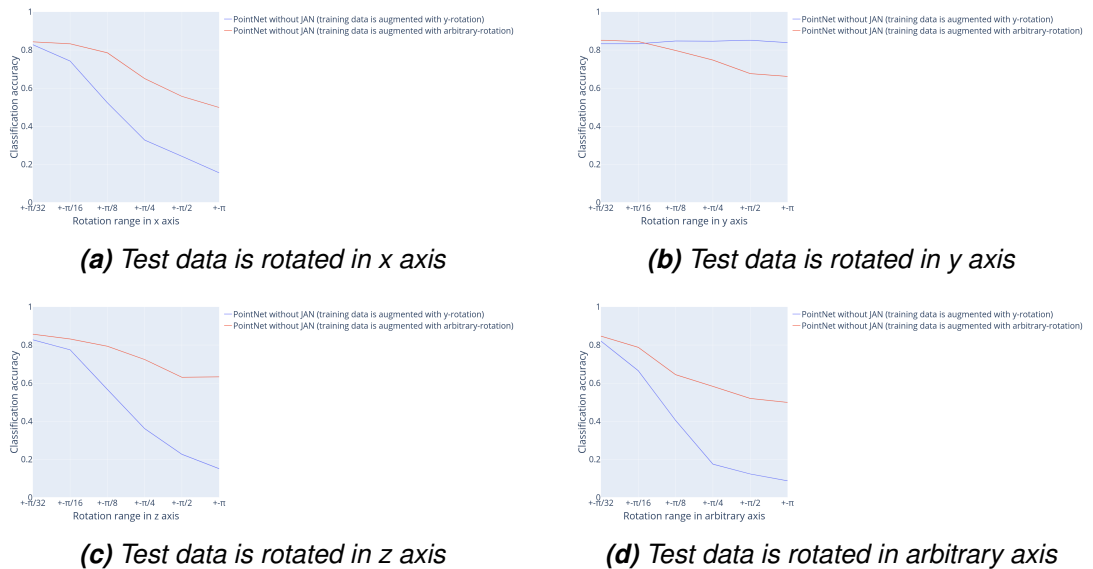 PointNet without JAN (training data is augmented with y-rotation)
PointNet without JAN (training data is augmented with arbitrary-rotation)
Classification accuracy
1
0.8
0.6
0.4
0.2
0
+-π/32 +-π/16 +-π/8 +-π/4 +-π/2 +-π
Rotation range in x axis
(a) Test data is rotated in x axis
PointNet without JAN (training data is augmented with y-rotation)
PointNet without JAN (training data is augmented with arbitrary-rotation)
Classification accuracy
1
0.8
0.6
0.4
0.2
0
+-π/32 +-π/16 +-π/8 +-π/4 +-π/2 +-π
Rotation range in y axis
(b) Test data is rotated in y axis
PointNet without JAN (training data is augmented with y-rotation)
PointNet without JAN (training data is augmented with arbitrary-rotation)
Classification accuracy
1
0.8
0.6
0.4
0.2
0
+-π/32 +-π/16 +-π/8 +-π/4 +-π/2 +-π
Rotation range in z axis
(c) Test data is rotated in z axis
PointNet without JAN (training data is augmented with y-rotation)
PointNet without JAN (training data is augmented with arbitrary-rotation)
Classification accuracy
1
0.8
0.6
0.4
0.2
0
+-π/32 +-π/16 +-π/8 +-π/4 +-π/2 +-π
Rotation range in arbitrary axis
(d) Test data is rotated in arbitrary axis